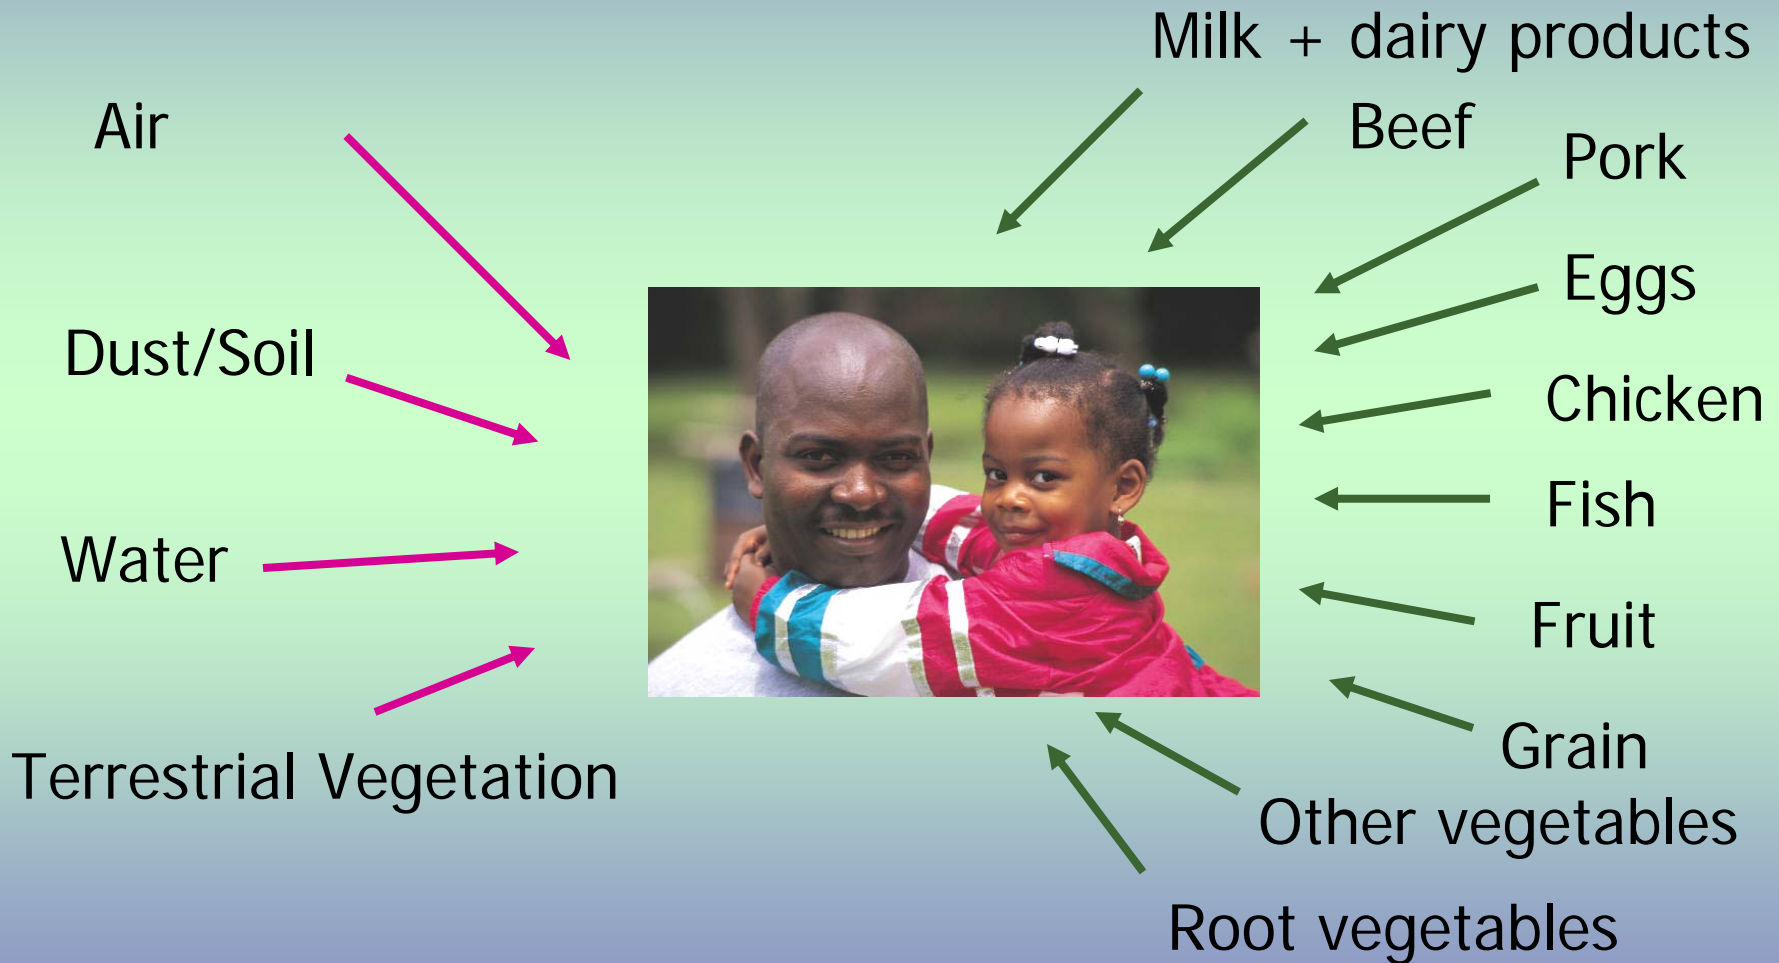 Milk + dairy products
Air
Beef
Pork
Eggs
Dust/Soil
Chicken
Fish
Water
Fruit
Grain
Terrestrial Vegetation
Other vegetables
Root vegetables